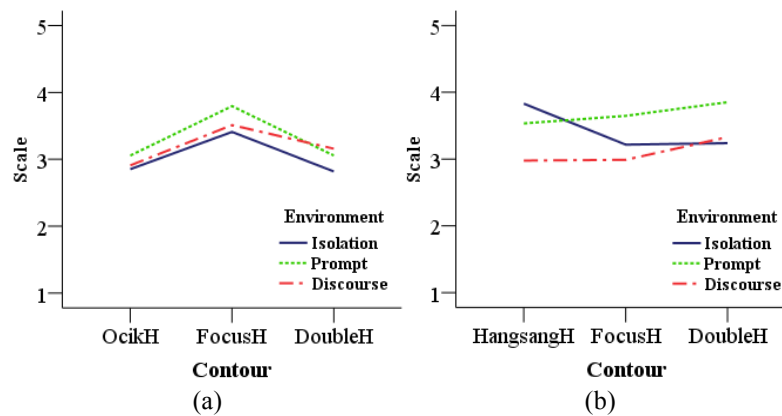 5
4
3
2
1
Scale
Environment
Isolation
Prompt
Discourse
OcikH FocusH DoubleH
Contour
(a)
5
4
3
2
1
Scale
Environment
Isolation
Prompt
Discourse
HangsangH FocusH DoubleH
Contour
(b)